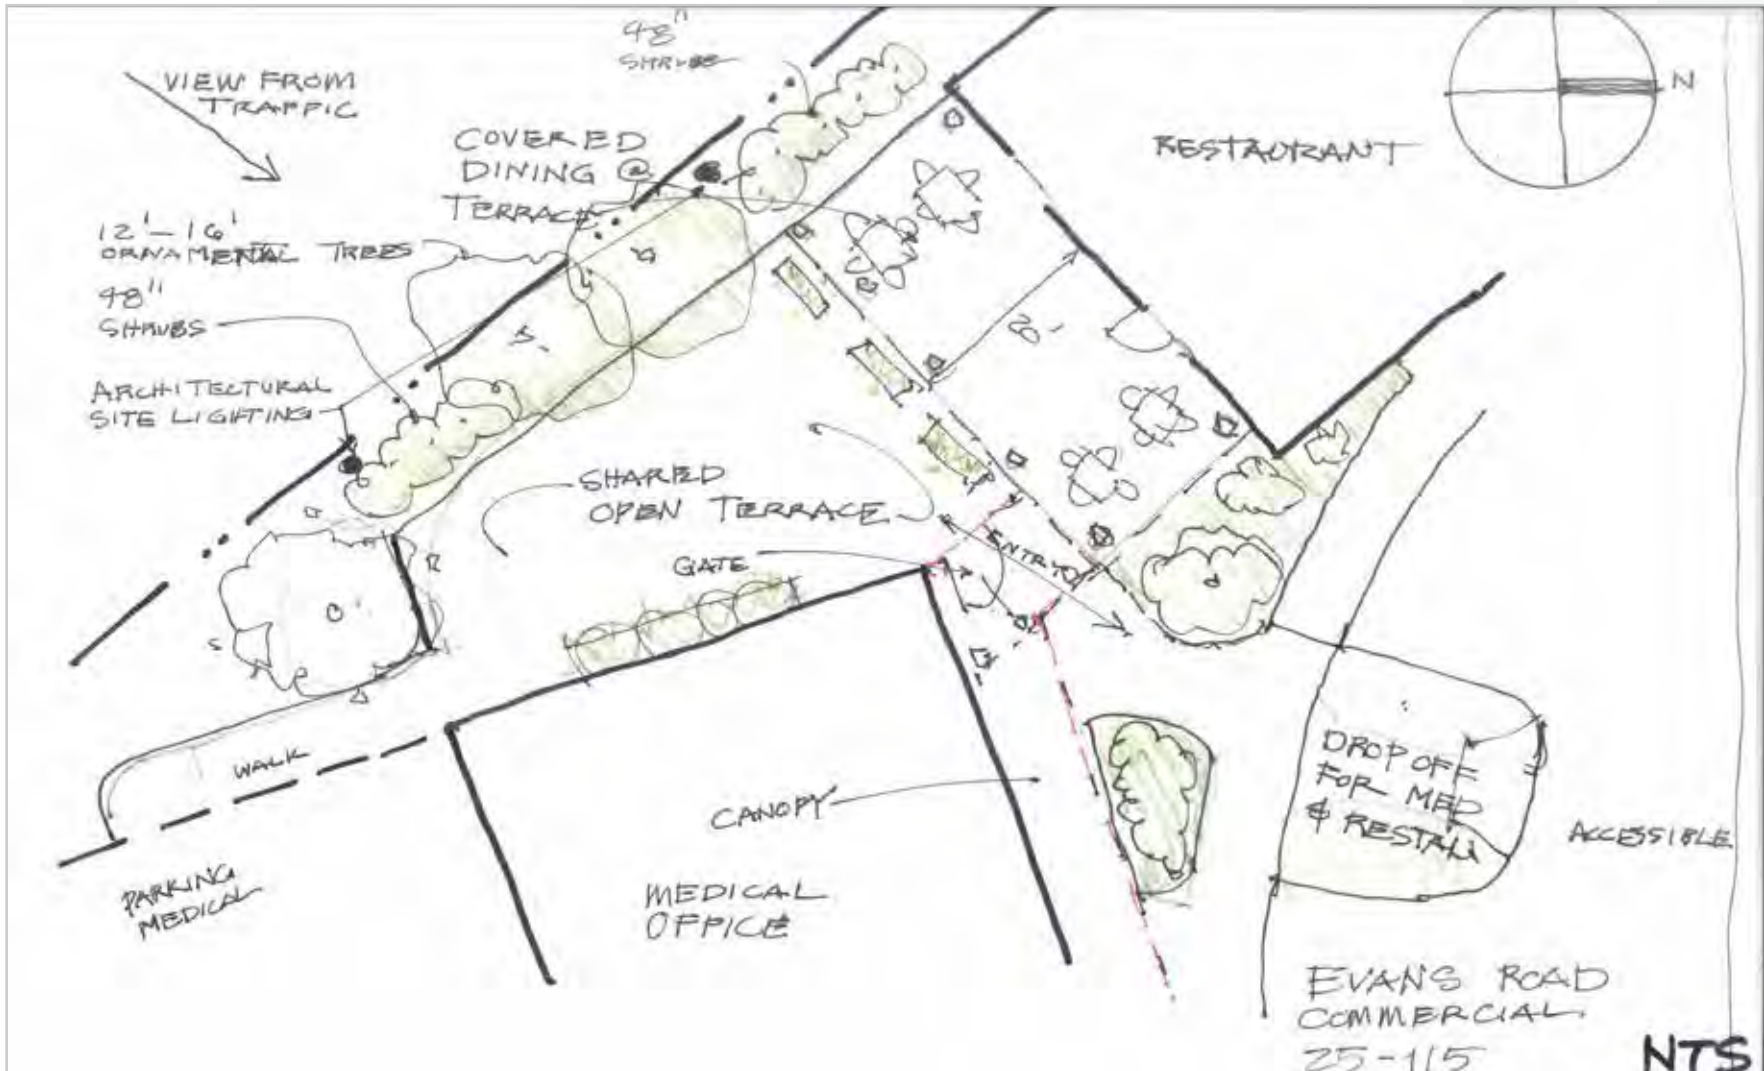 48"
SHRUBS
VIEW FROM
TRAFFIC
N
COVERED
DINING @
TERRACE
RESTAURANT
12'-16'
ORNAMENTAL TREES
48"
SHRUBS
20'
ARCHITECTURAL
SITE LIGHTING
SHARED
OPEN TERRACE
ENTRY
GATE
WALK
DROP OFF
FOR MED
& RESTAU
CANOPY
ACCESSIBLE
PARKING
MEDICAL
MEDICAL
OFFICE
EVANS ROAD
COMMERCIAL
25-115
NTS